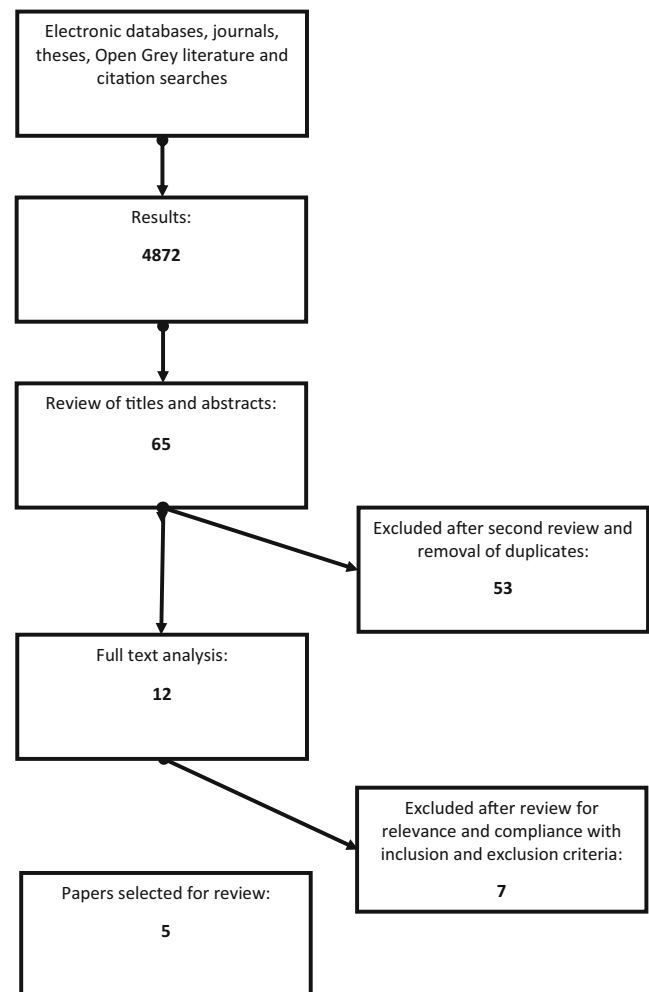 Electronic databases, journals,
theses, Open Grey literature and
citation searches
Results:
4872
Review of titles and abstracts:
65
Excluded after second review and
removal of duplicates:
53
Full text analysis:
12
Excluded after review for
relevance and compliance with
inclusion and exclusion criteria:
7
Papers selected for review:
5